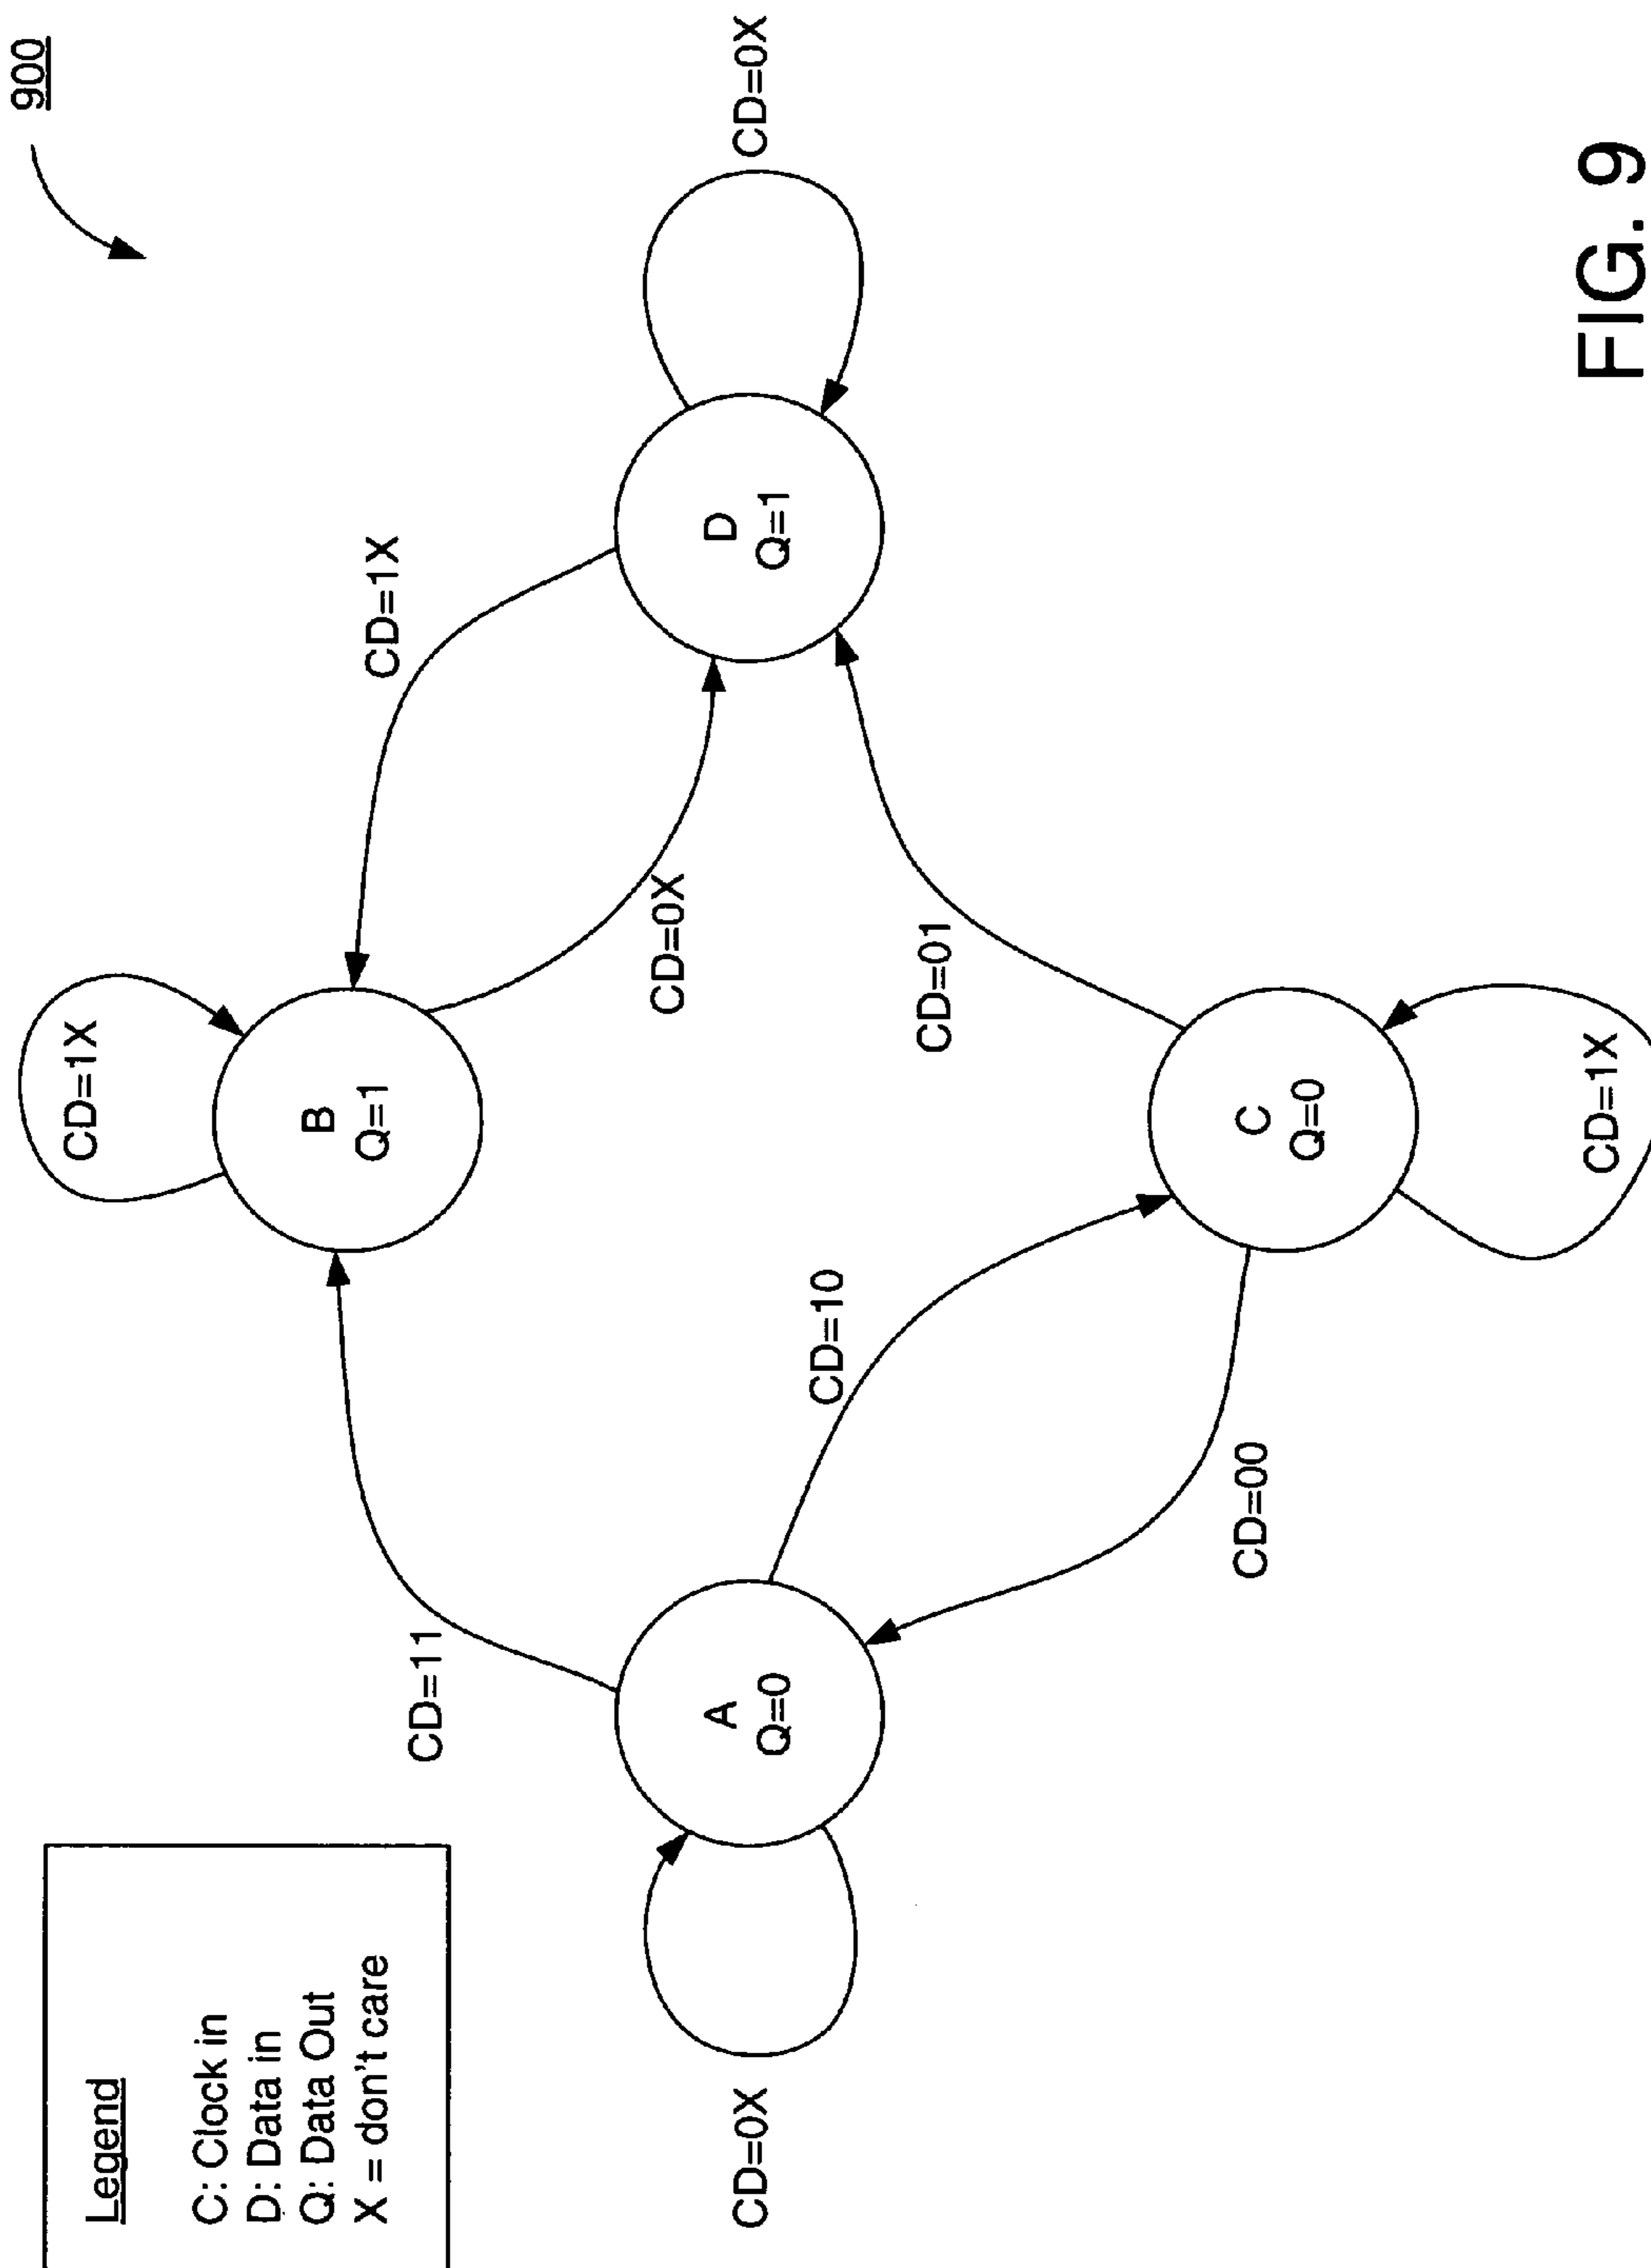 900
Legend
C: Clock in
D: Data in
Q: Data Out
X = don't care
CD=1X
B
Q=1
CD=11
CD=1X
CD=0X
A
Q=0
CD=0X
D
Q=1
CD=0X
CD=10
CD=01
CD=00
C
Q=0
CD=1X
FIG. 9